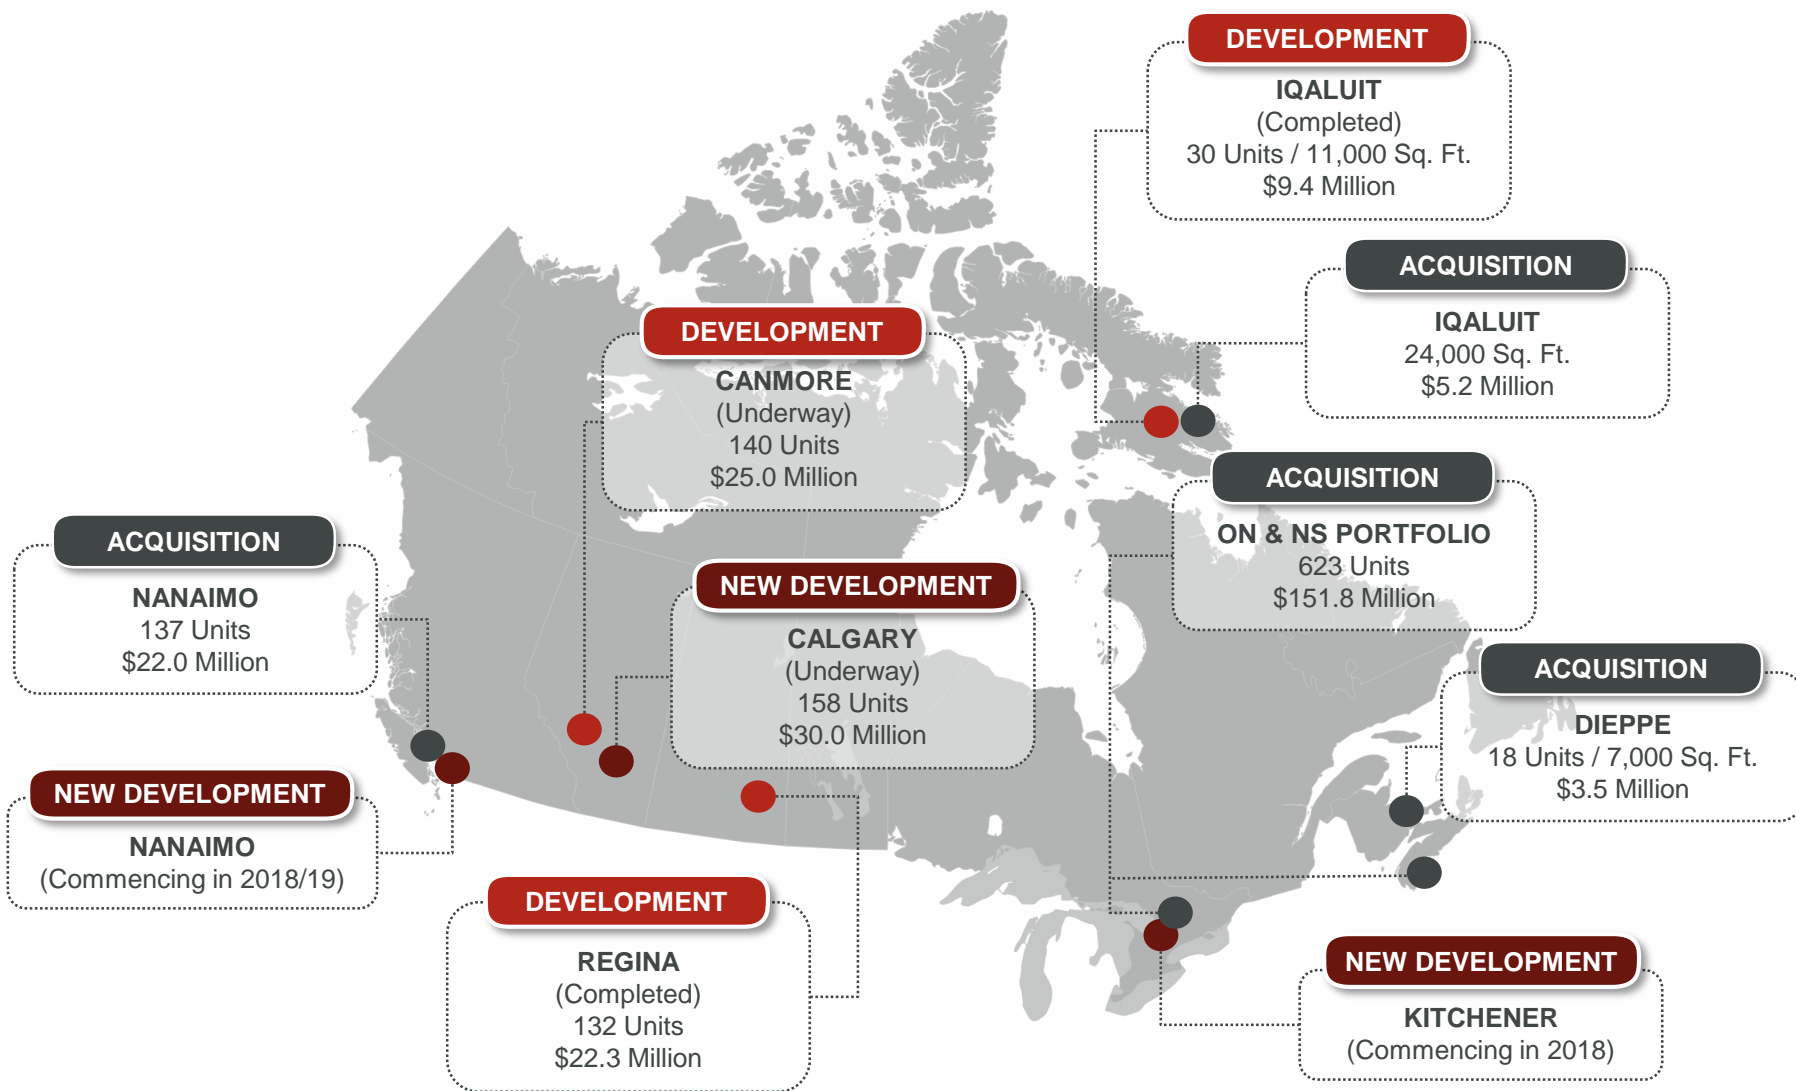 DEVELOPMENT
IQALUIT
(Completed)
30 Units / 11,000 Sq. Ft.
$9.4 Million
ACQUISITION
IQALUIT
24,000 Sq. Ft.
$5.2 Million
DEVELOPMENT
CANMORE
(Underway)
140 Units
$25.0 Million
ACQUISITION
ON & NS PORTFOLIO
623 Units
$151.8 Million
ACQUISITION
NANAIMO
137 Units
$22.0 Million
NEW DEVELOPMENT
CALGARY
(Underway)
158 Units
$30.0 Million
ACQUISITION
DIEPPE
18 Units / 7,000 Sq. Ft.
$3.5 Million
NEW DEVELOPMENT
NANAIMO
(Commencing in 2018/19)
DEVELOPMENT
REGINA
(Completed)
132 Units
$22.3 Million
NEW DEVELOPMENT
KITCHENER
(Commencing in 2018)